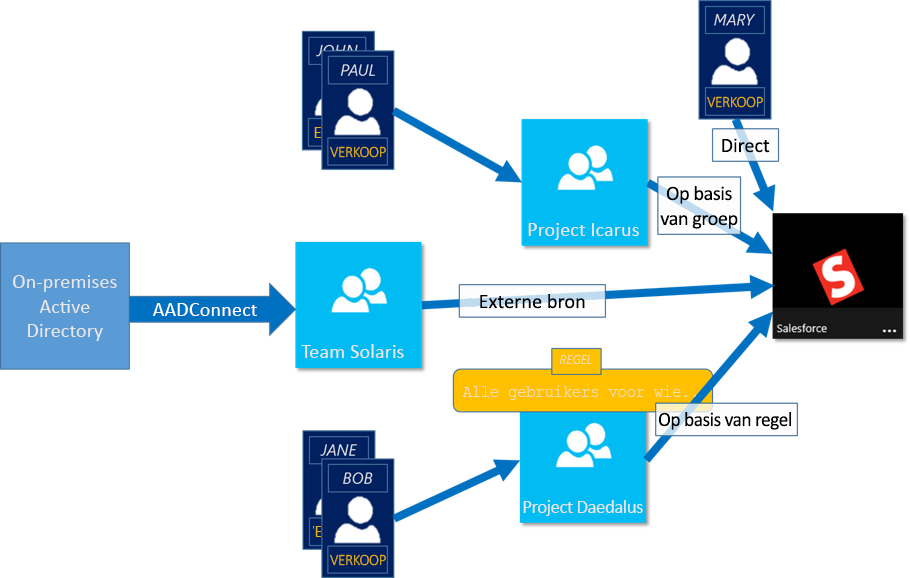 MARY
VERKOOP
JOHN
PAUL
VERKOOP
Direct
Op basis
van groep
Project Icarus
On-premises
Active
Directory
AADConnect
Team Solaris
Externe bron
S
Salesforce
...
REGEL
Alle gebruikers voor wie..
Op basis van regel
JANE
BOB
VERKOOP
Project Daedalus